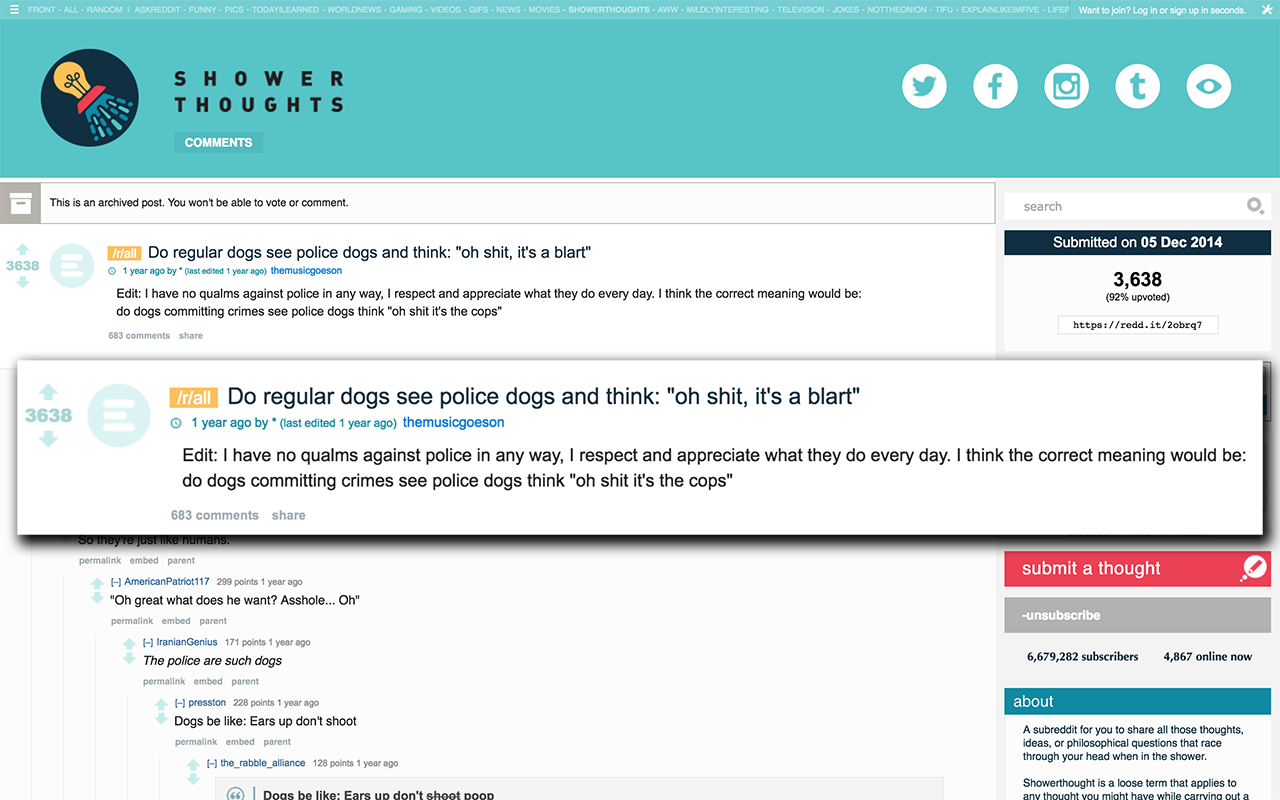 FRONT - ALL - RANDOM | ASKREDDIT - FUNNY - PICS - TODAYILEARNED - WORLDNEWS - GAMING - VIDEOS - GIFS - NEWS - MOVIES - SHOWERTHOUGHTS - AWW - MILDLYINTERESTING - TELEVISION - JOKES - NOTTHEONION - TIFU - EXPLAINLIKEIMFIVE - LIFEP
Want to join? Log in or sign up in seconds.
SHOWER
THOUGHTS
COMMENTS
This is an archived post. You won't be able to vote or comment.
search
Submitted on 05 Dec 2014
3,638
(92% upvoted)
https://redd.it/2obrq7
3638
/r/all Do regular dogs see police dogs and think: "oh shit, it's a blart"
1 year ago by * (last edited 1 year ago) themusicgoeson
Edit: I have no qualms against police in any way, I respect and appreciate what they do every day. I think the correct meaning would be:
do dogs committing crimes see police dogs think "oh shit it's the cops"
683 comments share
3638
/r/all Do regular dogs see police dogs and think: "oh shit, it's a blart"
1 year ago by * (last edited 1 year ago) themusicgoeson
Edit: I have no qualms against police in any way, I respect and appreciate what they do every day. I think the correct meaning would be:
do dogs committing crimes see police dogs think "oh shit it's the cops"
683 comments share
So they're just like humans.
permalink embed parent
[–] AmericanPatriot117 299 points 1 year ago
"Oh great what does he want? Asshole... Oh"
permalink embed parent
[–] IranianGenius 171 points 1 year ago
The police are such dogs
permalink embed parent
[–] presston 228 points 1 year ago
Dogs be like: Ears up don't shoot
permalink embed parent
[–] the_rabble_alliance 128 points 1 year ago
Dogs be like: Ears up don't shoot poop
submit a thought
-unsubscribe
6,679,282 subscribers 4,867 online now
about
A subreddit for you to share all those thoughts,
ideas, or philosophical questions that race
through your head when in the shower.
Showerthought is a loose term that applies to
any thought you might have while carrying out a